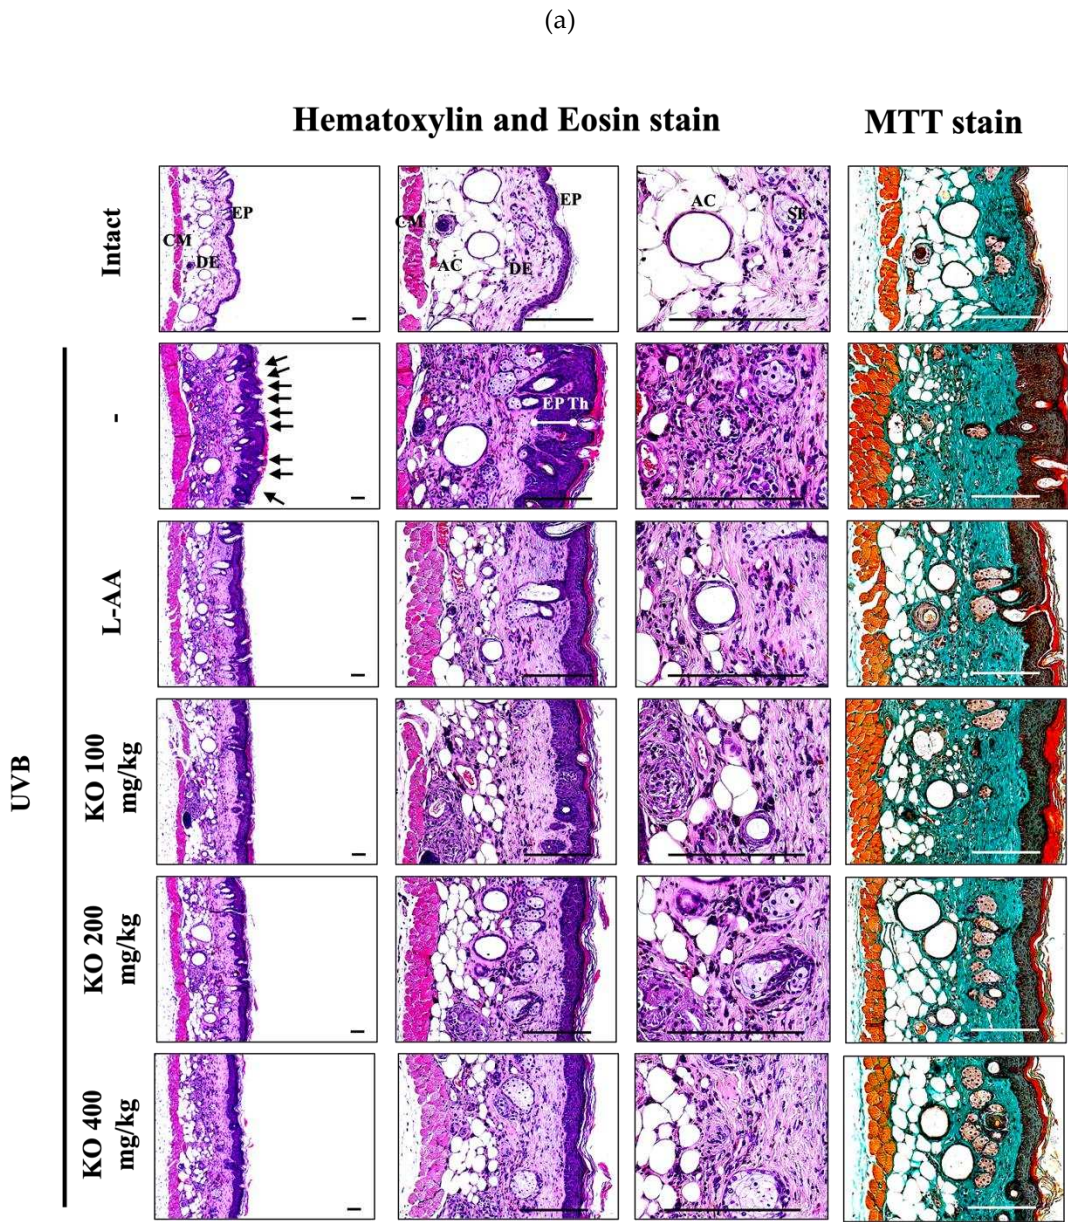 (a)
Hematoxylin and Eosin stain
MTT stain
Intact
CM
DE
EP
CM
AC
DE
EP
AC
SE
UVB
-
EP Th
L-AA
KO 100
mg/kg
KO 200
mg/kg
KO 400
mg/kg